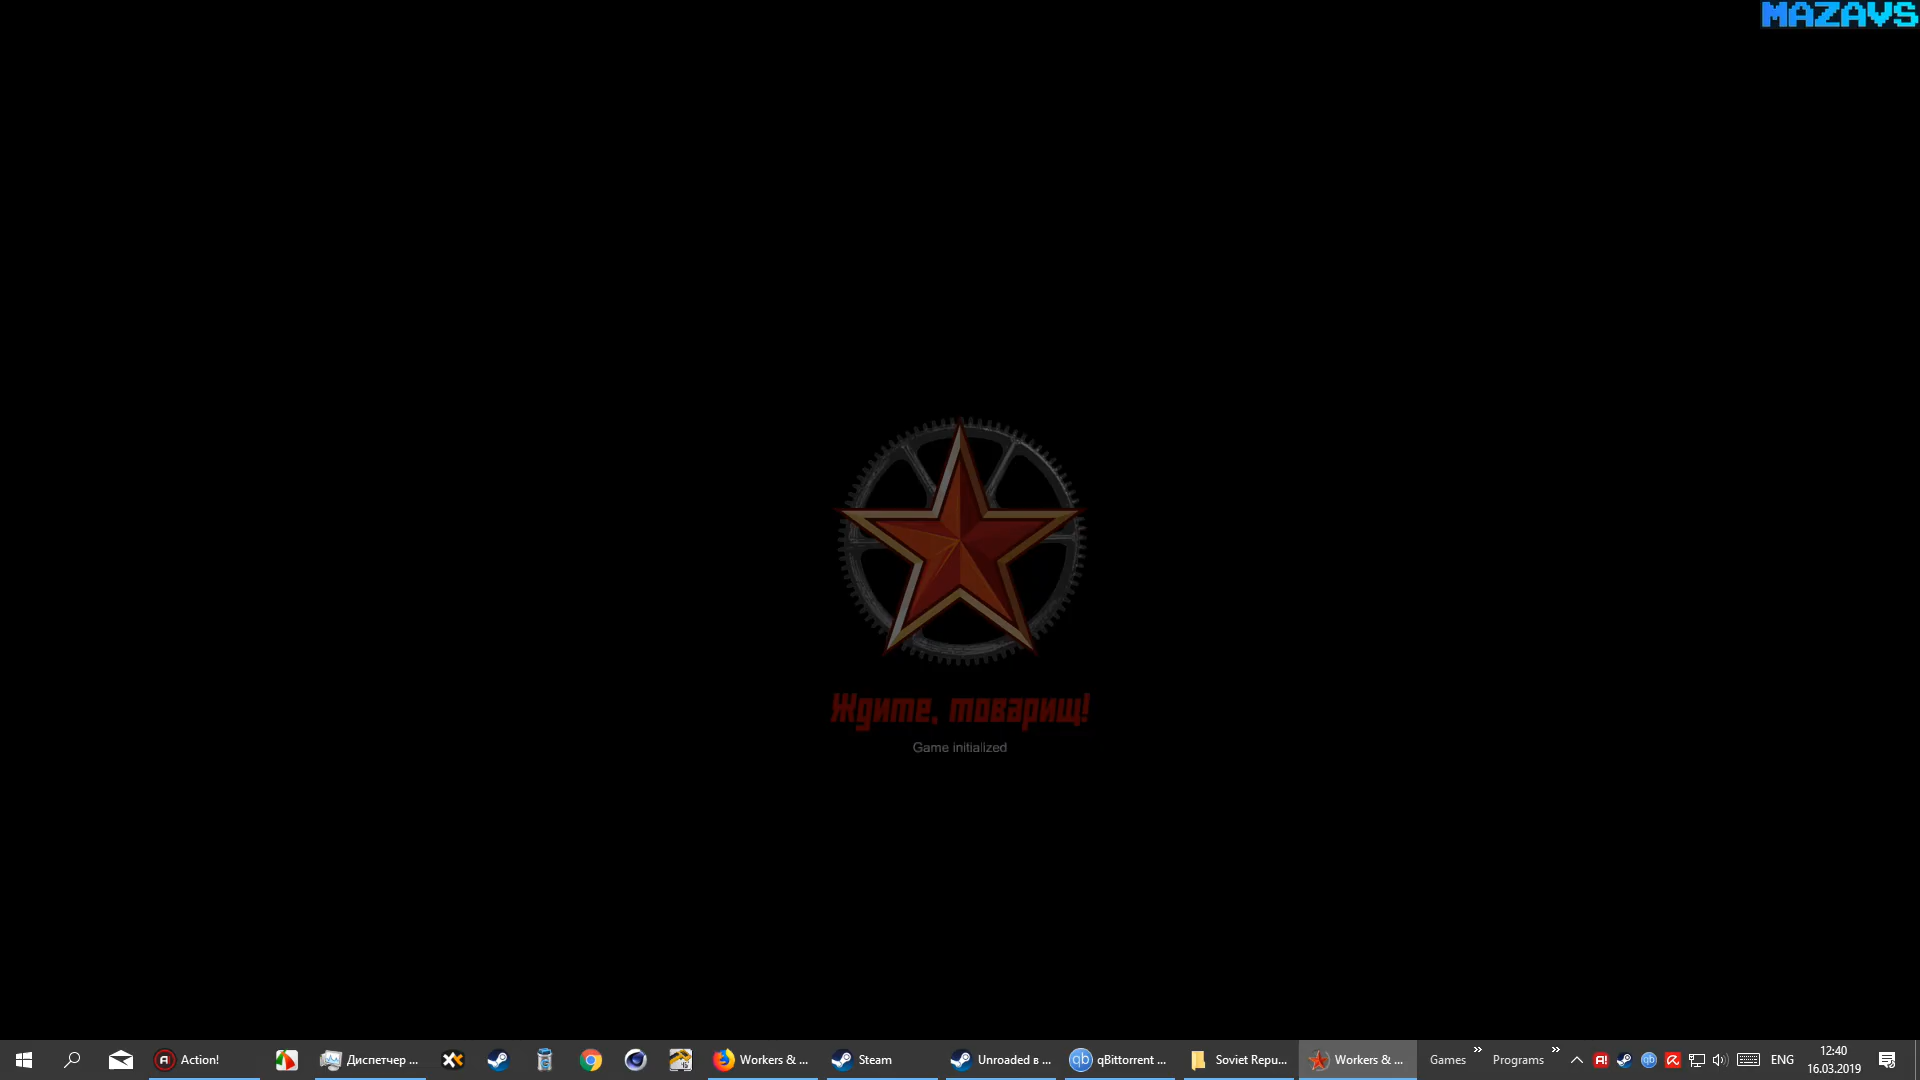 MAZAVS
Ждите, товарищ!
Game initialized
Action!
Диспетчер ...
Workers & ...
Steam
Unroaded в ...
qBittorrent ...
Soviet Repu...
Workers & ...
Games
Programs
ENG
12:40
16.03.2019